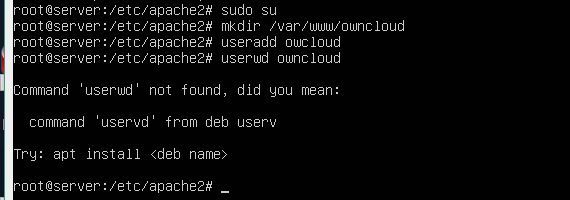 root@server:/etc/apache2# sudo su
root@server:/etc/apache2# mkdir /var/www/owncloud
root@server:/etc/apache2# useradd owcloud
root@server:/etc/apache2# userwd owncloud
Command 'userwd' not found, did you mean:
command 'uservd' from deb userv
Try: apt install <deb name>
root@server:/etc/apache2# _